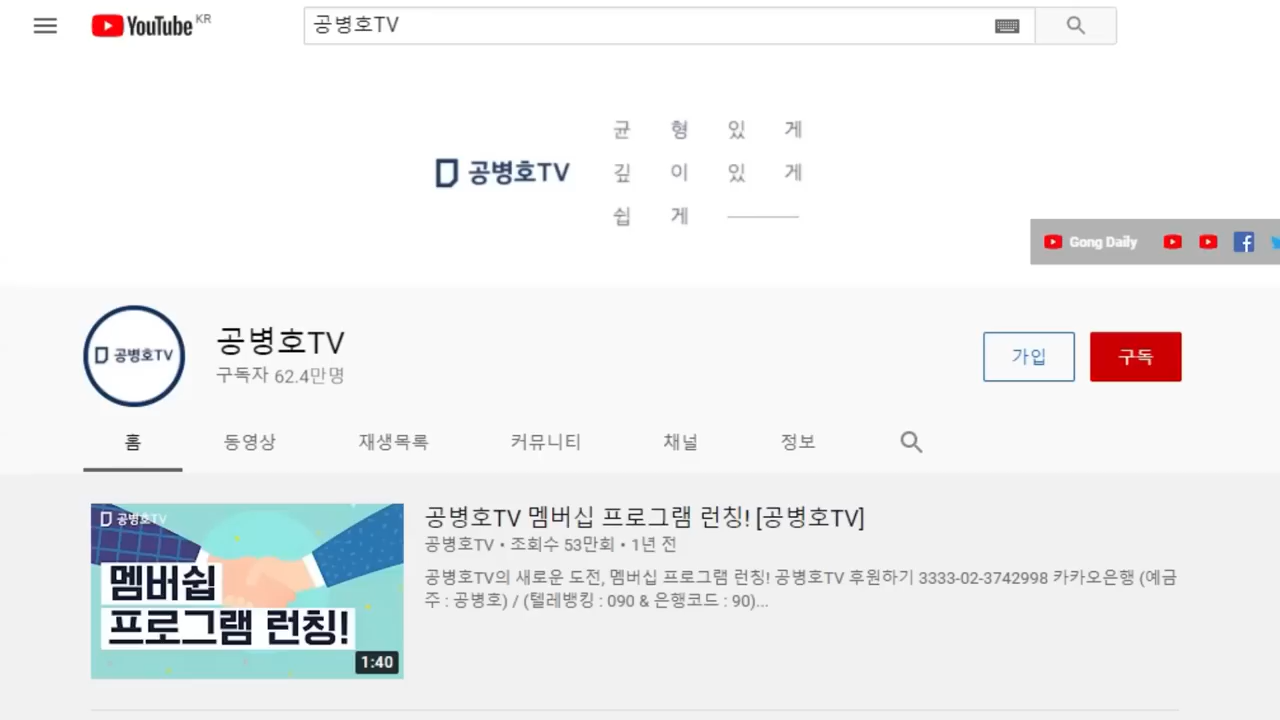 YouTube KR
공병호TV
균 형 있 게
공병호TV
깊 이 있 게
쉽 게
Gong Daily
공병호TV
공병호TV
구독자 62.4만명
가입
구독
홈
동영상
재생목록
커뮤니티
채널
정보
공병호TV
멤버쉽
프로그램 런칭!
1:40
공병호TV 멤버십 프로그램 런칭! [공병호TV]
공병호TV • 조회수 53만회 • 1년 전
공병호TV의 새로운 도전, 멤버십 프로그램 런칭! 공병호TV 후원하기 3333-02-3742998 카카오은행 (예금
주 : 공병호) / (텔레뱅킹 : 090 & 은행코드 : 90)...